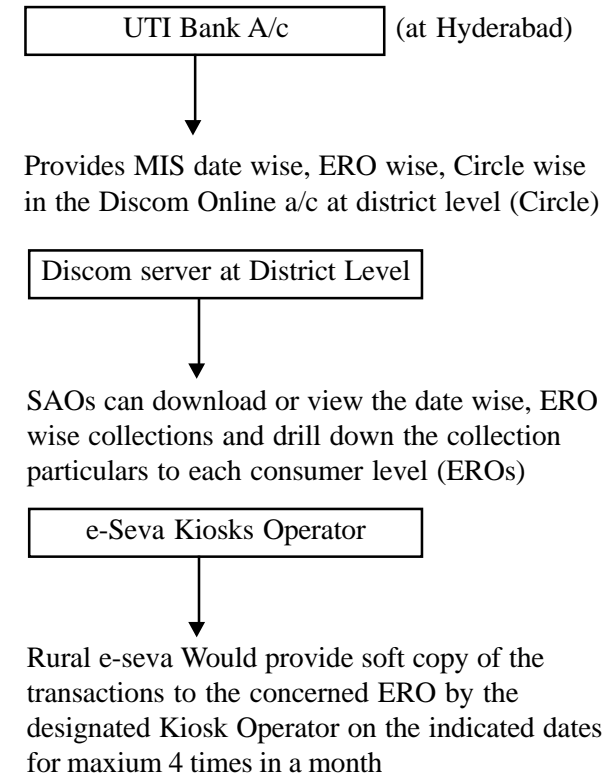 UTI Bank A/c (at Hyderabad)
Provides MIS date wise, ERO wise, Circle wise
in the Discom Online a/c at district level (Circle)
Discom server at District Level
SAOs can download or view the date wise, ERO
wise collections and drill down the collection
particulars to each consumer level (EROs)
e-Seva Kiosks Operator
Rural e-seva Would provide soft copy of the
transactions to the concerned ERO by the
designated Kiosk Operator on the indicated dates
for maxium 4 times in a month